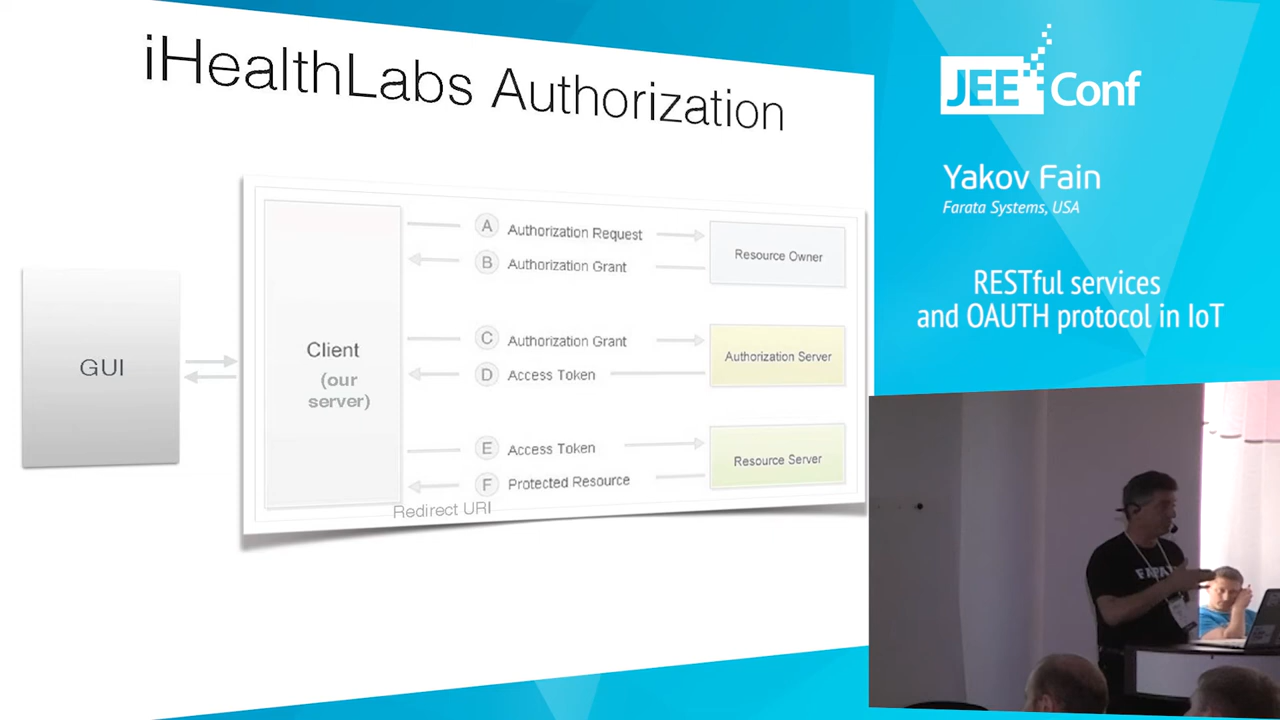 iHealthLabs Authorization
GUI
Client
(our
server)
A Authorization Request
B Authorization Grant
Resource Owner
C Authorization Grant
D Access Token
Authorization Server
E Access Token
F Protected Resource
Resource Server
Redirect URI
JEE Conf
Yakov Fain
Farata Systems, USA
RESTful services
and OAUTH protocol in IoT